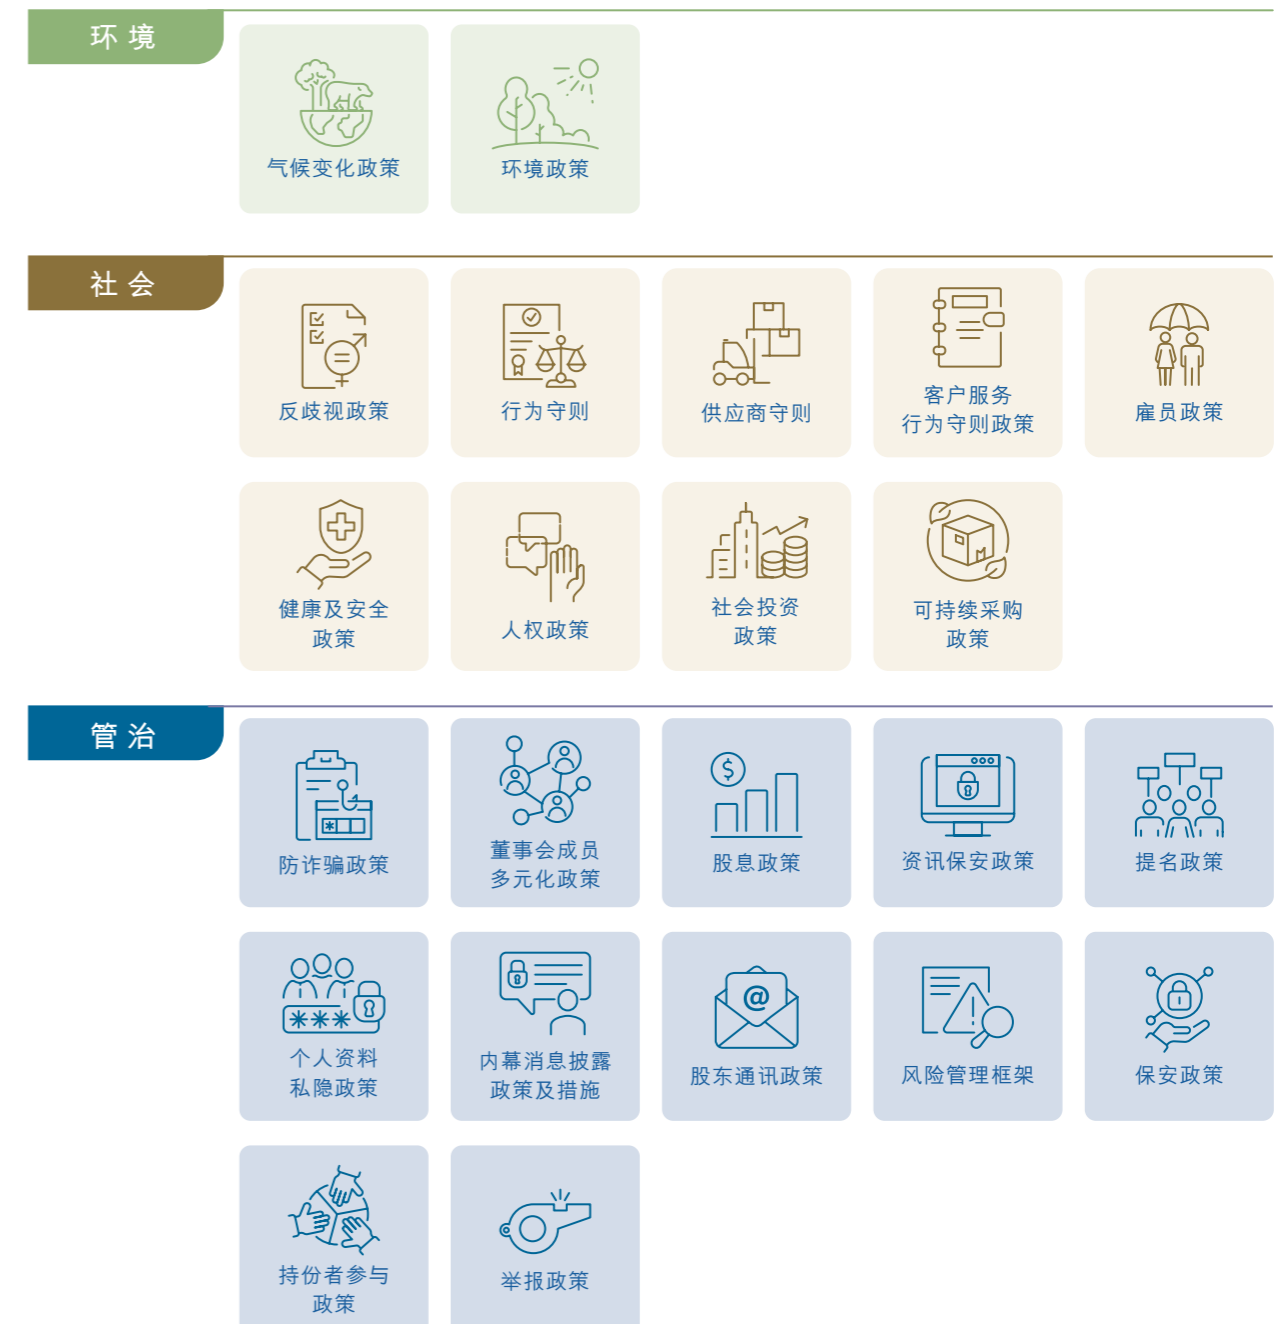 环境
气候变化政策
环境政策
社会
反歧视政策
行为守则
供应商守则
客户服务
行为守则政策
雇员政策
健康及安全
政策
人权政策
社会投资
政策
可持续采购
政策
管治
防诈骗政策
董事会成员
多元化政策
$
股息政策
资讯保安政策
提名政策
***
个人资料
私隐政策
内幕消息披露
政策及措施
@
股东通讯政策
风险管理框架
保安政策
持份者参与
政策
举报政策